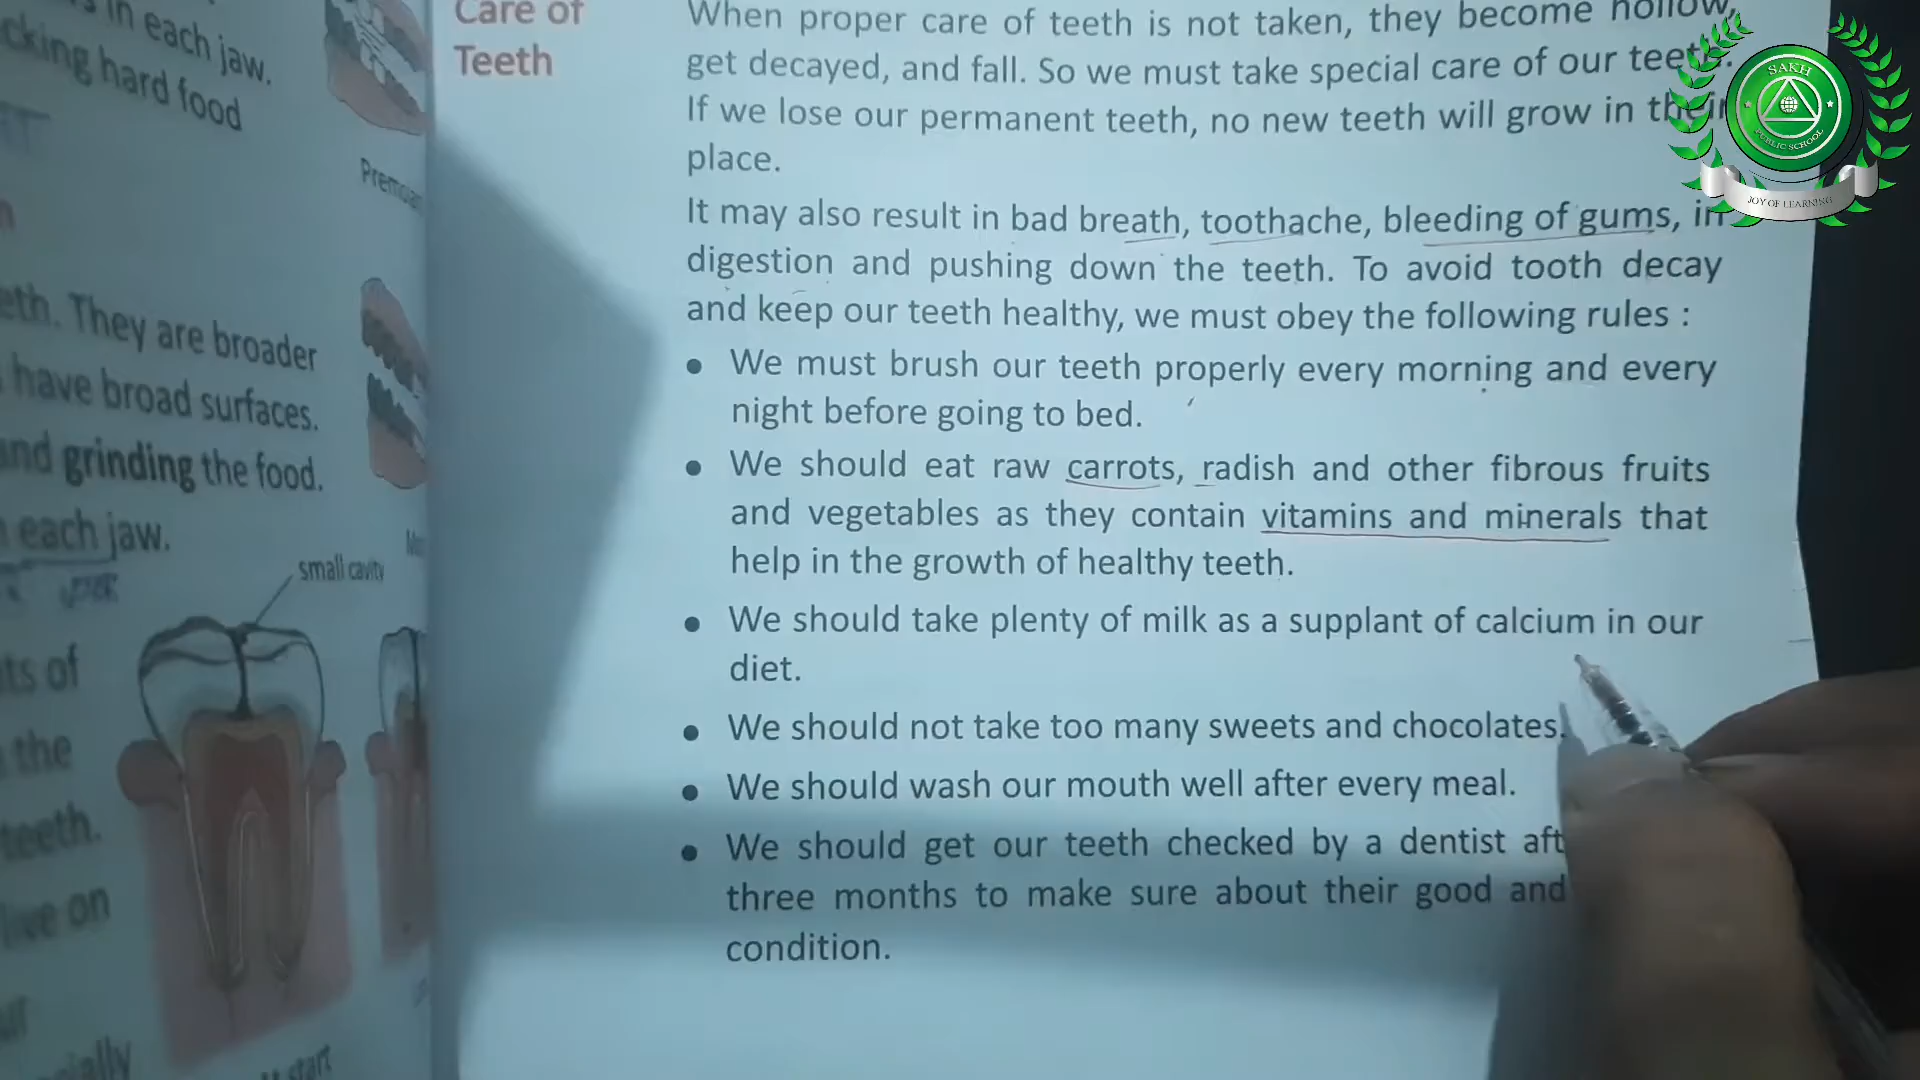 in each jaw.
cking hard food
Premolar
eth. They are broader
have broad surfaces.
and grinding the food.
each jaw.
small cavity
ts of
the
teeth.
live on
start
Care of
Teeth
When proper care of teeth is not taken, they become hollow,
get decayed, and fall. So we must take special care of our teeth.
If we lose our permanent teeth, no new teeth will grow in their
place.
It may also result in bad breath, toothache, bleeding of gums, in
digestion and pushing down the teeth. To avoid tooth decay
and keep our teeth healthy, we must obey the following rules :
• We must brush our teeth properly every morning and every
night before going to bed.
• We should eat raw carrots, radish and other fibrous fruits
and vegetables as they contain vitamins and minerals that
help in the growth of healthy teeth.
• We should take plenty of milk as a supplant of calcium in our
diet.
• We should not take too many sweets and chocolates.
• We should wash our mouth well after every meal.
• We should get our teeth checked by a dentist aft
three months to make sure about their good and
condition.
SAKH
PUBLIC SCHOOL
JOY OF LEARNING